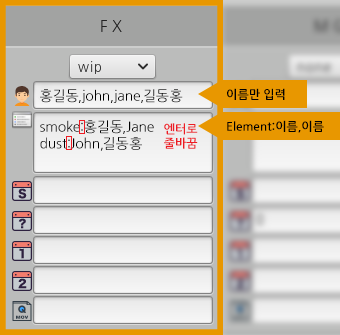 FX
wip
홍길동,john,jane,길동홍
이름만 입력
smoke:홍길동,Jane
dust:John,길동홍
엔터로
줄바꿈
Element:이름,이름
S
?
1
2
MOV